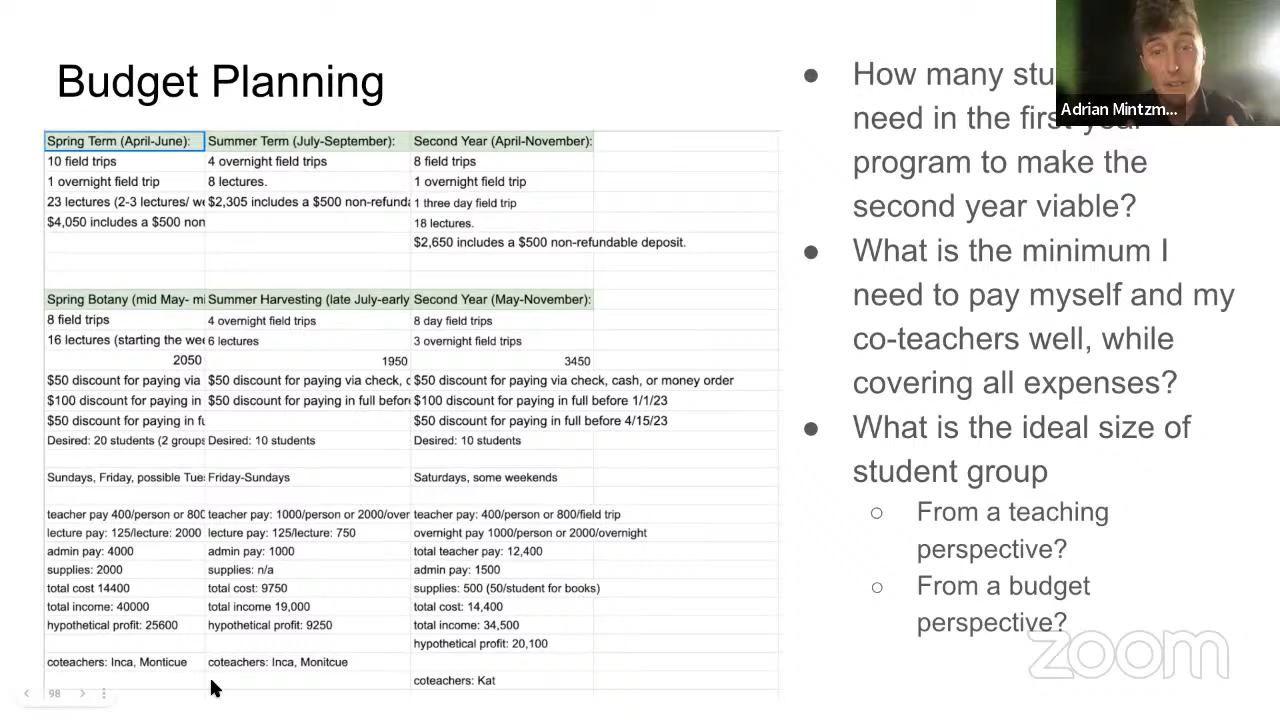 Budget Planning
Spring Term (April-June): Summer Term (July-September): Second Year (April-November):
10 field trips 4 overnight field trips 8 field trips
1 overnight field trip 8 lectures. 1 overnight field trip
23 lectures (2-3 lectures/ we $2,305 includes a $500 non-refunda 1 three day field trip
$4,050 includes a $500 non 18 lectures.
$2,650 includes a $500 non-refundable deposit.
Spring Botany (mid May- mi Summer Harvesting (late July-early Second Year (May-November):
8 field trips 4 overnight field trips 8 day field trips
16 lectures (starting the wee 6 lectures 3 overnight field trips
2050 1950 3450
$50 discount for paying via $50 discount for paying via check, c $50 discount for paying via check, cash, or money order
$100 discount for paying in $50 discount for paying in full before $100 discount for paying in full before 1/1/23
$50 discount for paying in fu $50 discount for paying in full before 4/15/23
Desired: 20 students (2 groups Desired: 10 students Desired: 10 students
Sundays, Friday, possible Tue Friday-Sundays Saturdays, some weekends
teacher pay 400/person or 800 teacher pay: 1000/person or 2000/over teacher pay: 400/person or 800/field trip
lecture pay: 125/lecture: 2000 lecture pay: 125/lecture: 750 overnight pay 1000/person or 2000/overnight
admin pay: 4000 admin pay: 1000 total teacher pay: 12,400
supplies: 2000 supplies: n/a admin pay: 1500
total cost 14400 total cost: 9750 supplies: 500 (50/student for books)
total income: 40000 total income 19,000 total cost: 14,400
hypothetical profit: 25600 hypothetical profit: 9250 total income: 34,500
hypothetical profit: 20,100
coteachers: Inca, Monticue coteachers: Inca, Monitcue
coteachers: Kat
98
● How many stu
need in the first year
program to make the
second year viable?
● What is the minimum I
need to pay myself and my
co-teachers well, while
covering all expenses?
● What is the ideal size of
student group
○ From a teaching
perspective?
○ From a budget
perspective?
Adrian Mintzm...
zoom